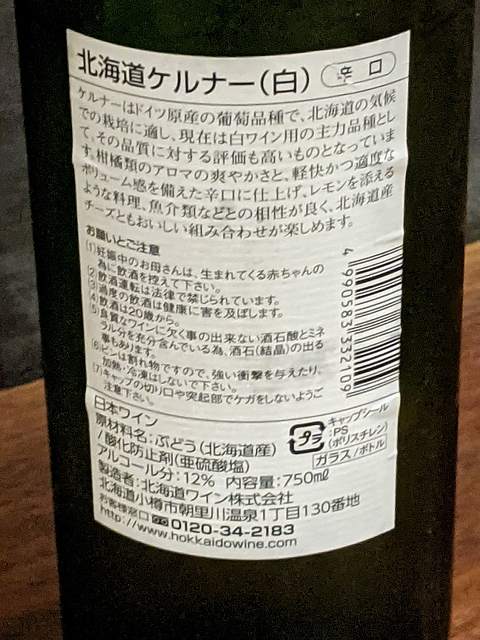 北海道ケルナー(白) 辛口
ケルナーはドイツ原産の葡萄品種で、北海道の気候
での栽培に適し、現在は白ワイン用の主力品種とし
て、その品質に対する評価も高いものとなっていま
す。柑橘類のアロマの爽やかさと、軽快かつ適度な
ボリューム感を備えた辛口に仕上げ、レモンを添える
ような料理、魚介類などとの相性が良く、北海道産
チーズともおいしい組み合わせが楽しめます。
お願いとご注意
(1)妊娠中のお母さんは、生まれてくる赤ちゃんの
為に飲酒を控えて下さい。
(2)飲酒運転は法律で禁じられています。
(3)過度の飲酒は健康に害を及ぼします。
(4)飲酒は20歳から。
(5)良質なワインに欠く事の出来ない酒石酸とミネ
ラル分を充分含んでいる為、酒石(結晶)の出る
事もあります。
(6)ビンは割れ物ですので、強い衝撃を与えたり、
加熱・冷凍はしないで下さい。
(7)キャップの切り口や突起部でケガをしないようご
注意下さい。
4 990583 332109
日本ワイン
原材料名:ぶどう(北海道産)
/酸化防止剤(亜硫酸塩)
アルコール分:12% 内容量:750mℓ
製造者:北海道ワイン株式会社
北海道小樽市朝里川温泉1丁目130番地
お客様窓口 0120-34-2183
http://www.hokkaidowine.com
プラ
キャップシール
:PS
(ポリスチレン)
ガラス/ボトル